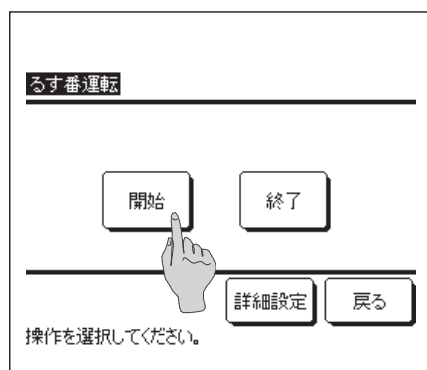 るす番運転
開始
終了
詳細設定
戻る
操作を選択してください。